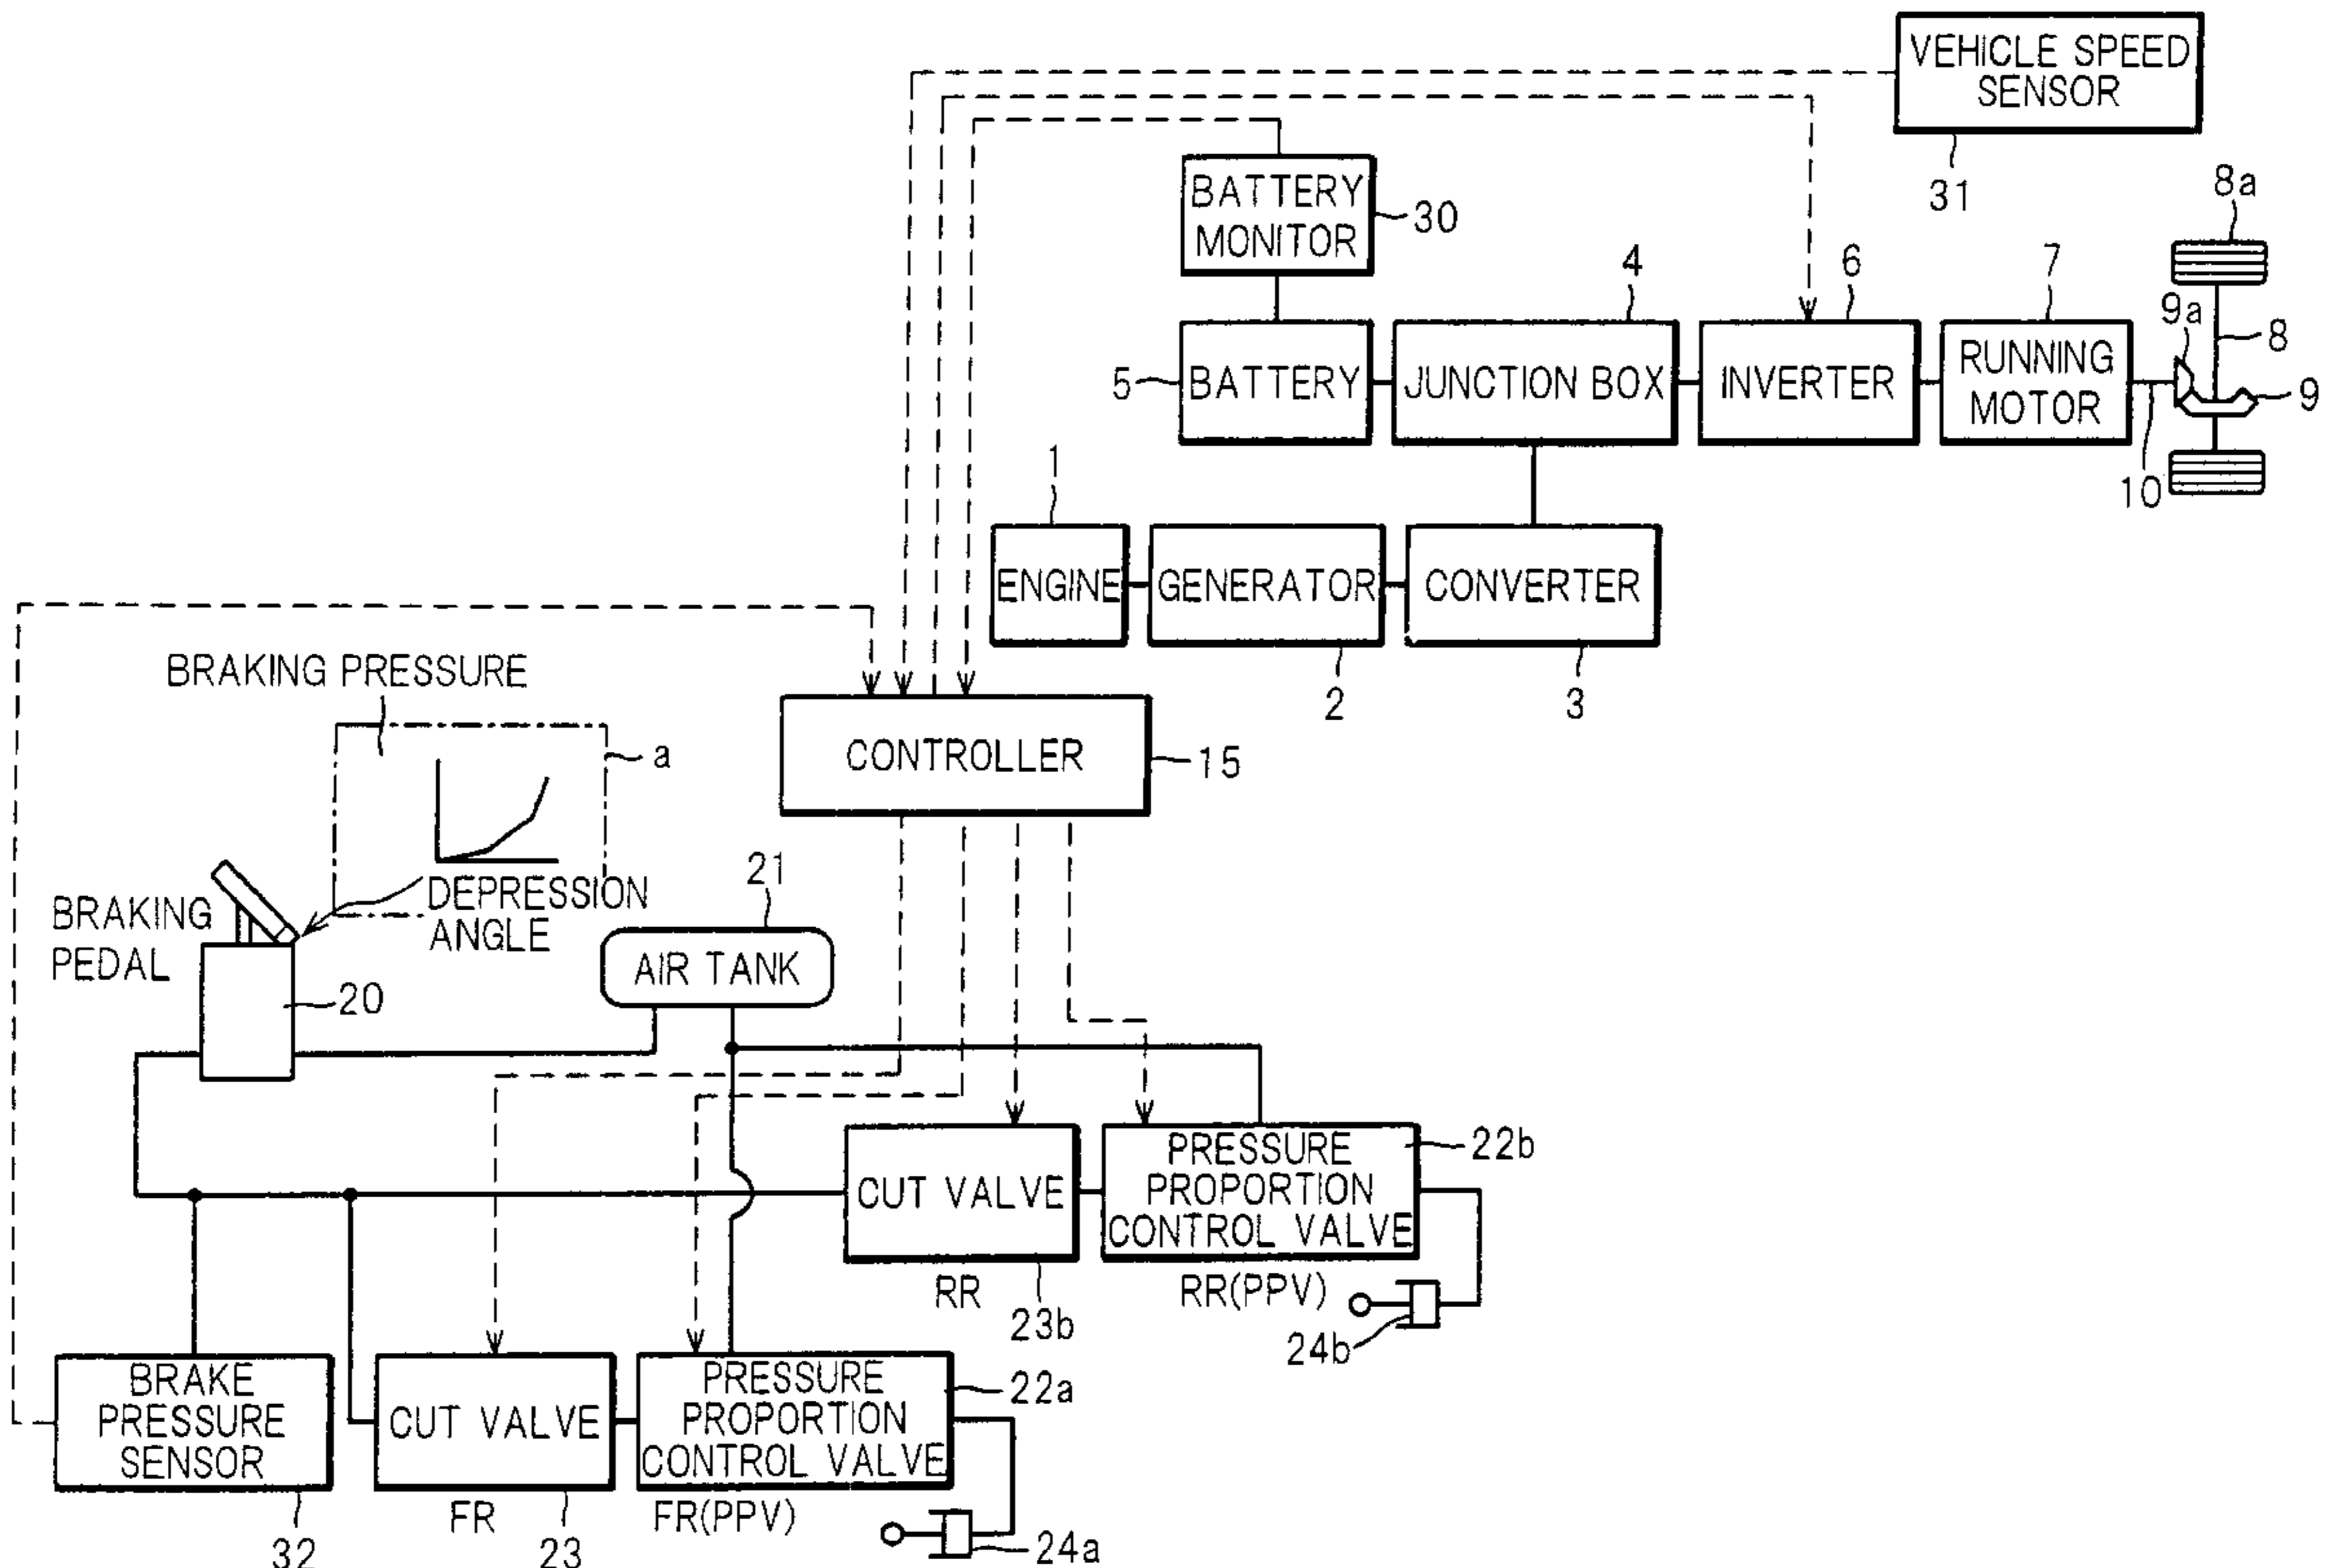 VEHICLE SPEED
SENSOR
31
8a
BATTERY
MONITOR
30
4
6
7
9a
8
5
BATTERY
JUNCTION BOX
INVERTER
RUNNING
MOTOR
9
10
1
ENGINE
GENERATOR
CONVERTER
2
3
BRAKING PRESSURE
a
CONTROLLER
15
DEPRESSION
ANGLE
BRAKING
PEDAL
20
21
AIR TANK
CUT VALVE
PRESSURE
PROPORTION
CONTROL VALVE
22b
RR
23b
RR(PPV)
24b
BRAKE
PRESSURE
SENSOR
32
CUT VALVE
FR
23
PRESSURE
PROPORTION
CONTROL VALVE
22a
FR(PPV)
24a